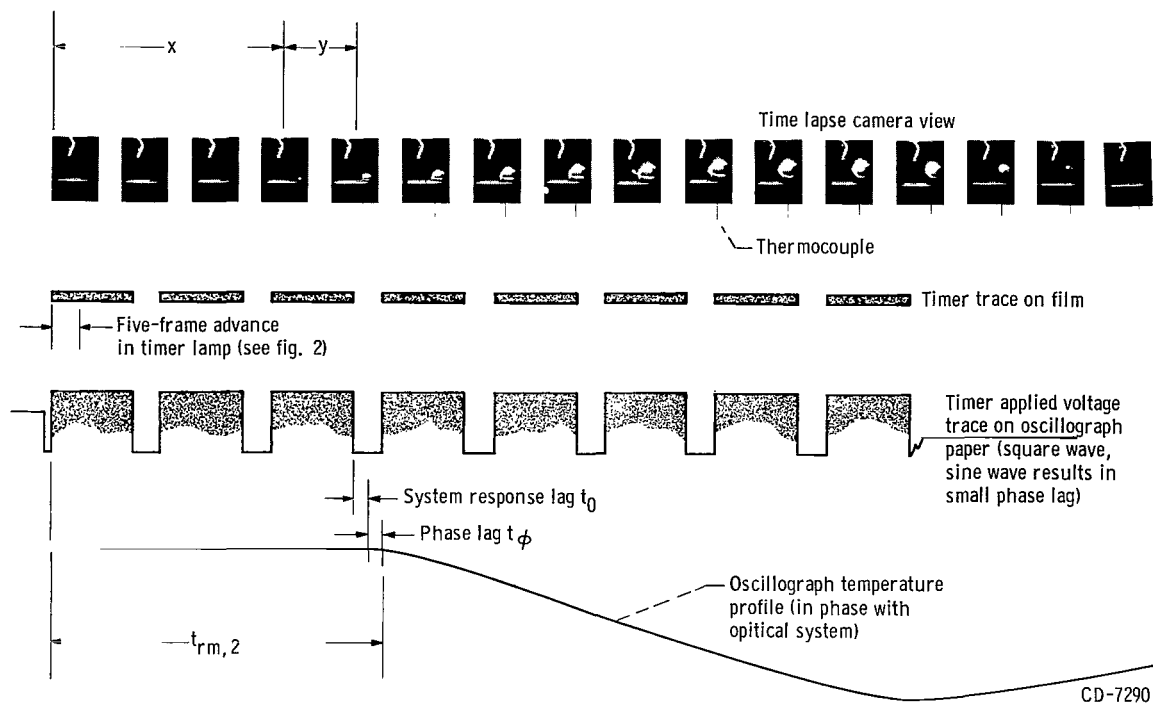 x
y
Time lapse camera view
Thermocouple
Timer trace on film
Five-frame advance
in timer lamp (see fig. 2)
Timer applied voltage
trace on oscillograph
paper (square wave,
sine wave results in
small phase lag)
System response lag t0
Phase lag tϕ
Oscillograph temperature
profile (in phase with
opitical system)
trm, 2
CD-7290